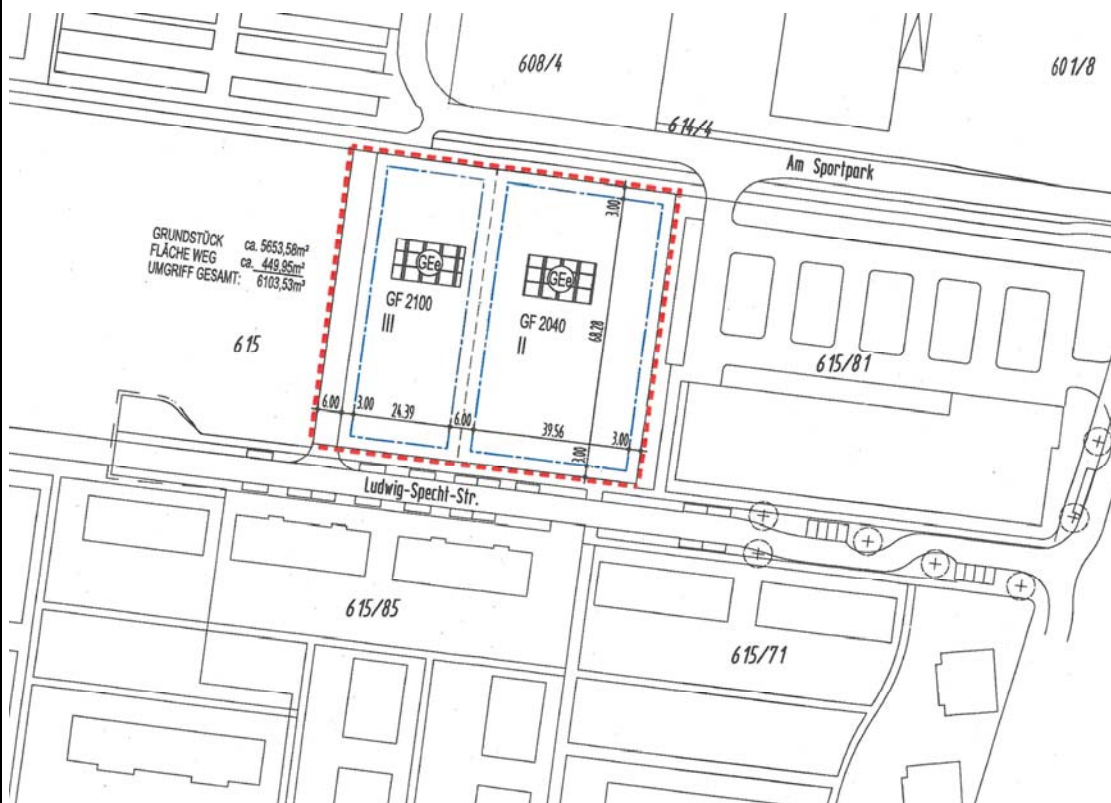 608/4
601/8
614/4
Am Sportpark
GRUNDSTÜCK ca. 5653,58m²
FLÄCHE WEG ca. 449,95m²
UMGRIFF GESAMT: 6103,53m²
615
GEe
GF 2100
III
GEe
GF 2040
II
3.00
68.28
615/81
6.00
3.00
24.39
6.00
39.56
3.00
3.00
Ludwig-Specht-Str.
615/85
615/71